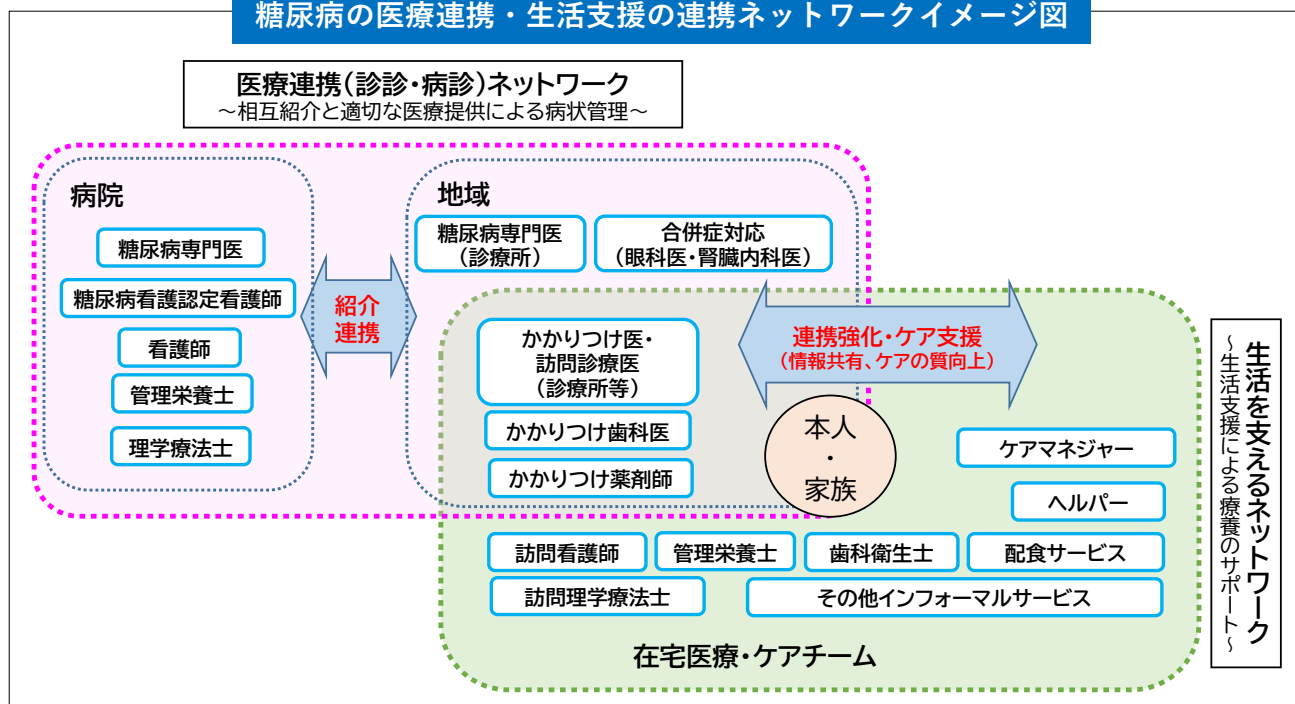 糖尿病の医療連携・生活支援の連携ネットワークイメージ図
医療連携(診診・病診)ネットワーク
～相互紹介と適切な医療提供による病状管理～
病院
糖尿病専門医
糖尿病看護認定看護師
看護師
管理栄養士
理学療法士
紹介
連携
地域
糖尿病専門医
(診療所)
合併症対応
(眼科医・腎臓内科医)
かかりつけ医・
訪問診療医
(診療所等)
かかりつけ歯科医
かかりつけ薬剤師
連携強化・ケア支援
(情報共有、ケアの質向上)
本人
・
家族
ケアマネジャー
ヘルパー
訪問看護師
管理栄養士
歯科衛生士
配食サービス
訪問理学療法士
その他インフォーマルサービス
在宅医療・ケアチーム
生活を支えるネットワーク
～生活支援による療養のサポート～